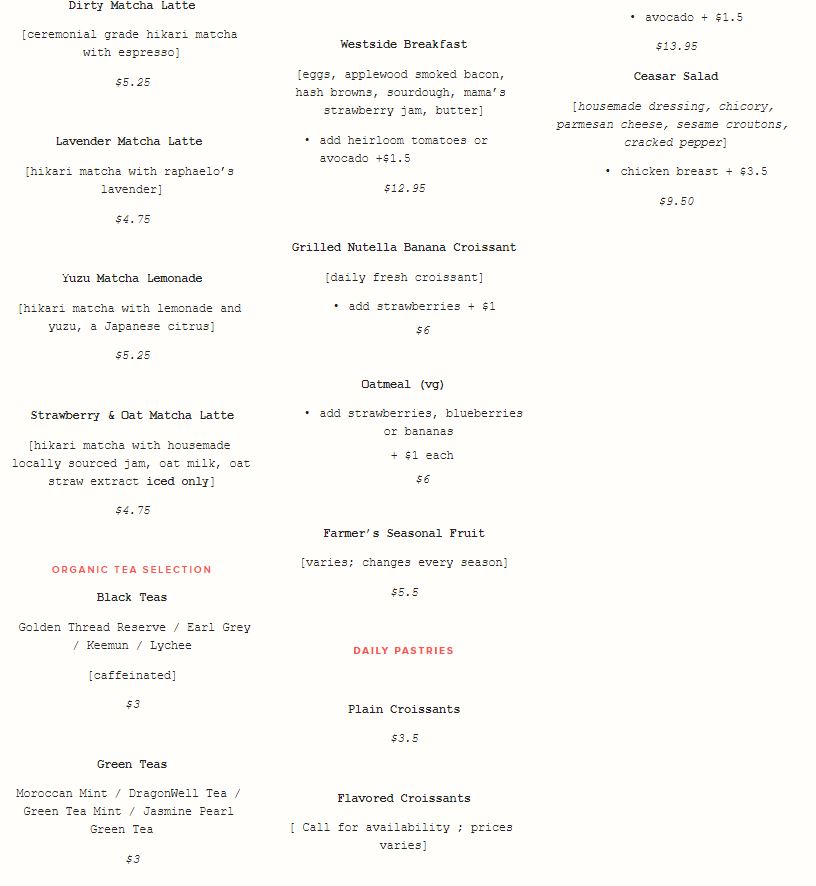 Dirty Matcha Latte
[ceremonial grade hikari matcha
with espresso]
$5.25
Lavender Matcha Latte
[hikari matcha with raphaelo's
lavender]
$4.75
Yuzu Matcha Lemonade
[hikari matcha with lemonade and
yuzu, a Japanese citrus]
$5.25
Strawberry & Oat Matcha Latte
[hikari matcha with housemade
locally sourced jam, oat milk, oat
straw extract iced only]
$4.75
ORGANIC TEA SELECTION
Black Teas
Golden Thread Reserve / Earl Grey
/ Keemun / Lychee
[caffeinated]
$3
Green Teas
Moroccan Mint / DragonWell Tea /
Green Tea Mint / Jasmine Pearl
Green Tea
$3
Westside Breakfast
[eggs, applewood smoked bacon,
hash browns, sourdough, mama's
strawberry jam, butter]
• add heirloom tomatoes or
avocado +$1.5
$12.95
Grilled Nutella Banana Croissant
[daily fresh croissant]
• add strawberries + $1
$6
Oatmeal (vg)
• add strawberries, blueberries
or bananas
+ $1 each
$6
Farmer's Seasonal Fruit
[varies; changes every season]
$5.5
DAILY PASTRIES
Plain Croissants
$3.5
Flavored Croissants
[ Call for availability ; prices
varies]
• avocado + $1.5
$13.95
Ceasar Salad
[housemade dressing, chicory,
parmesan cheese, sesame croutons,
cracked pepper]
• chicken breast + $3.5
$9.50